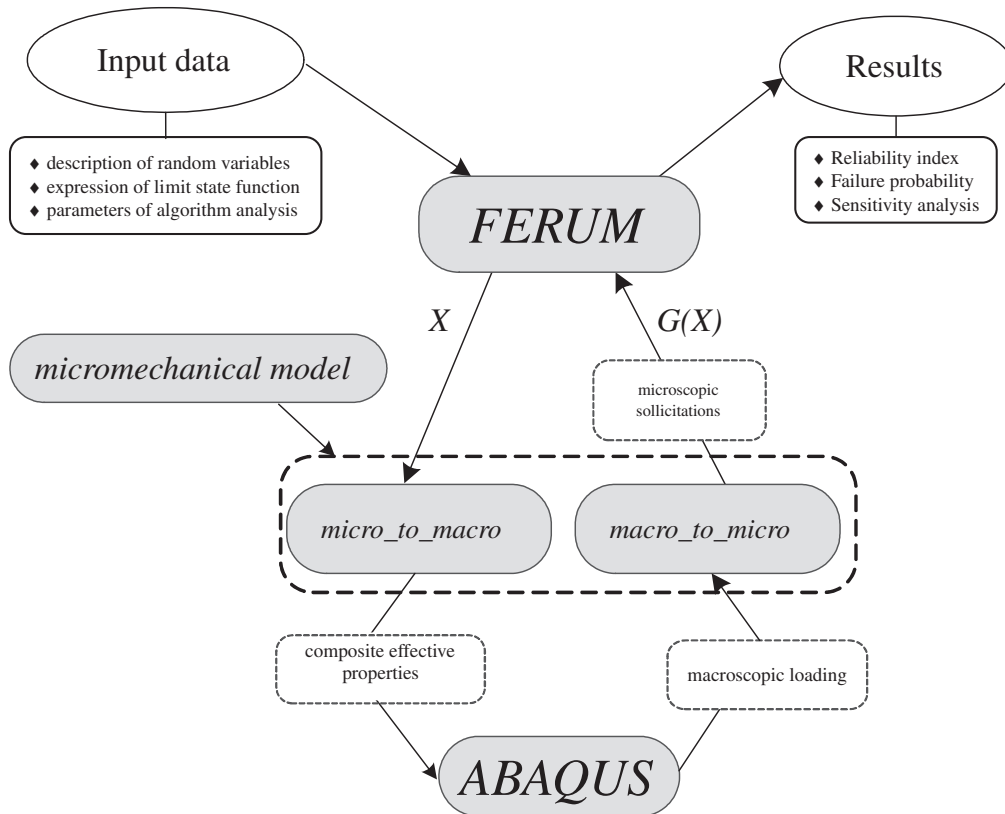 Input data
Results
♦ description of random variables
♦ expression of limit state function
♦ parameters of algorithm analysis
♦ Reliability index
♦ Failure probability
♦ Sensitivity analysis
FERUM
X
G(X)
micromechanical model
microscopic
sollicitations
micro_to_macro
macro_to_micro
composite effective
properties
macroscopic loading
ABAQUS